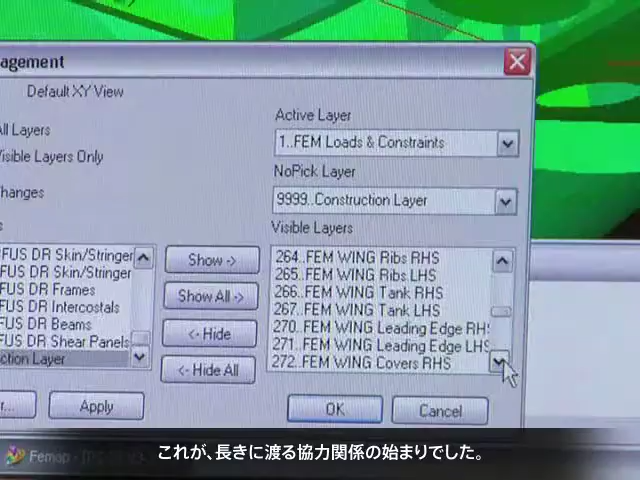 agement
Default XY View
All Layers
isible Layers Only
hanges
s
FUS DR Skin/Stringer
FUS DR Skin/Stringer
FUS DR Frames
FUS DR Intercostals
FUS DR Beams
FUS DR Shear Panels
ction Layer
Show ->
Show All ->
<- Hide
<- Hide All
Active Layer
1..FEM Loads & Constraints
NoPick Layer
9999..Construction Layer
Visible Layers
264..FEM WING Ribs RHS
265..FEM WING Ribs LHS
266..FEM WING Tank RHS
267..FEM WING Tank LHS
270..FEM WING Leading Edge RHS
271..FEM WING Leading Edge LHS
272..FEM WING Covers RHS
r...
Apply
OK
Cancel
Femap
これが、長きに渡る協力関係の始まりでした。